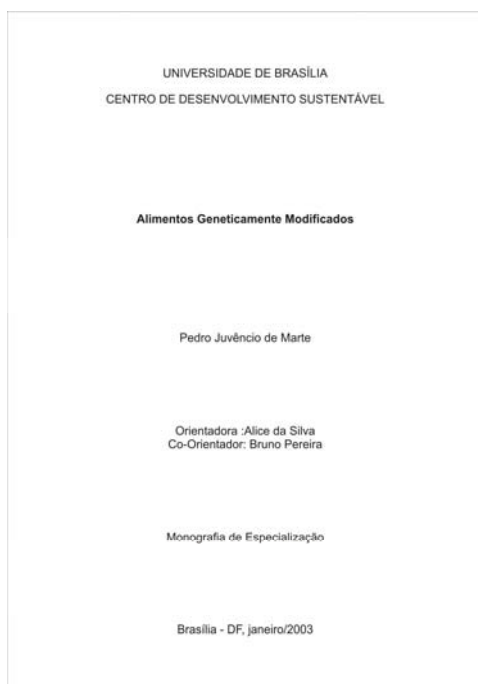 UNIVERSIDADE DE BRASÍLIA
CENTRO DE DESENVOLVIMENTO SUSTENTÁVEL
Alimentos Geneticamente Modificados
Pedro Juvêncio de Marte
Orientadora :Alice da Silva
Co-Orientador: Bruno Pereira
Monografia de Especialização
Brasília - DF, janeiro/2003